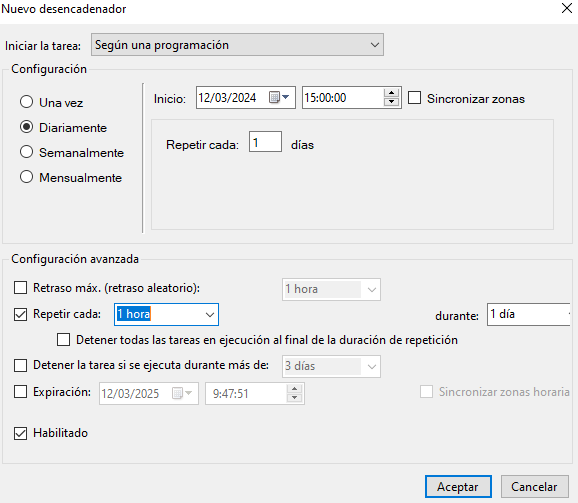 Nuevo desencadenador
Iniciar la tarea: Según una programación
Configuración
Una vez
Diariamente
Semanalmente
Mensualmente
Inicio: 12/03/2024 15:00:00 Sincronizar zonas
Repetir cada: 1 días
Configuración avanzada
Retraso máx. (retraso aleatorio): 1 hora
Repetir cada: 1 hora durante: 1 día
Detener todas las tareas en ejecución al final de la duración de repetición
Detener la tarea si se ejecuta durante más de: 3 días
Expiración: 12/03/2025 9:47:51 Sincronizar zonas horaria
Habilitado
Aceptar Cancelar